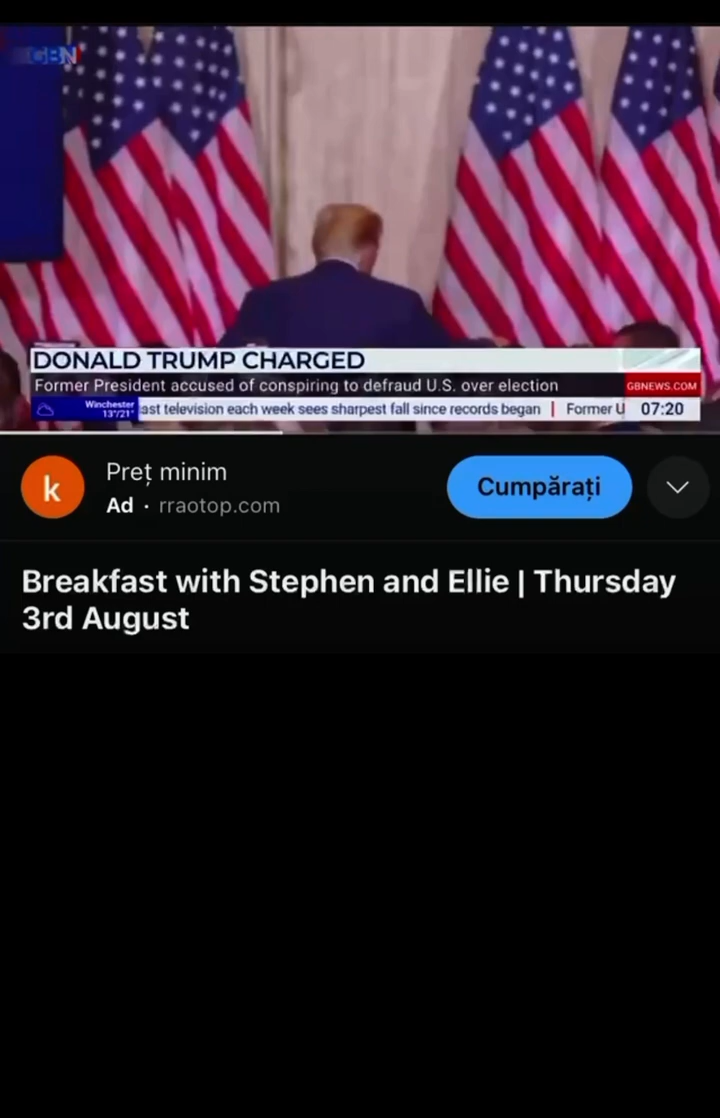 GBN
DONALD TRUMP CHARGED
Former President accused of conspiring to defraud U.S. over election
GBNEWS.COM
Winchester
13°/21°
ast television each week sees sharpest fall since records began | Former U
07:20
k
Preț minim
Ad · rraotop.com
Cumpărați
Breakfast with Stephen and Ellie | Thursday
3rd August